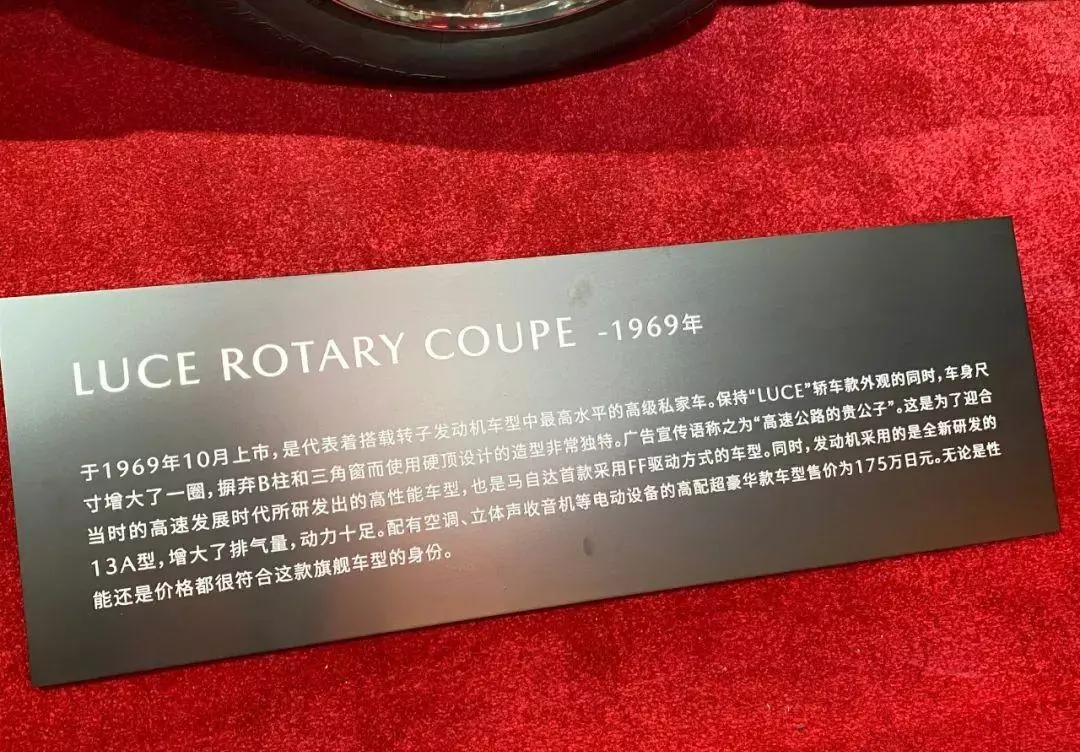 LUCE ROTARY COUPE -1969年
于1969年10月上市，是代表着搭载转子发动机车型中最高水平的高级私家车。保持“LUCE”轿车款外观的同时，车身尺
寸增大了一圈，摒弃B柱和三角窗而使用硬顶设计的造型非常独特。广告宣传语称之为“高速公路的贵公子”。这是为了迎合
当时的高速发展时代所研发出的高性能车型，也是马自达首款采用FF驱动方式的车型。同时，发动机采用的是全新研发的
13A型，增大了排气量，动力十足。配有空调、立体声收音机等电动设备的高配超豪华款车型售价为175万日元。无论是性
能还是价格都很符合这款旗舰车型的身份。